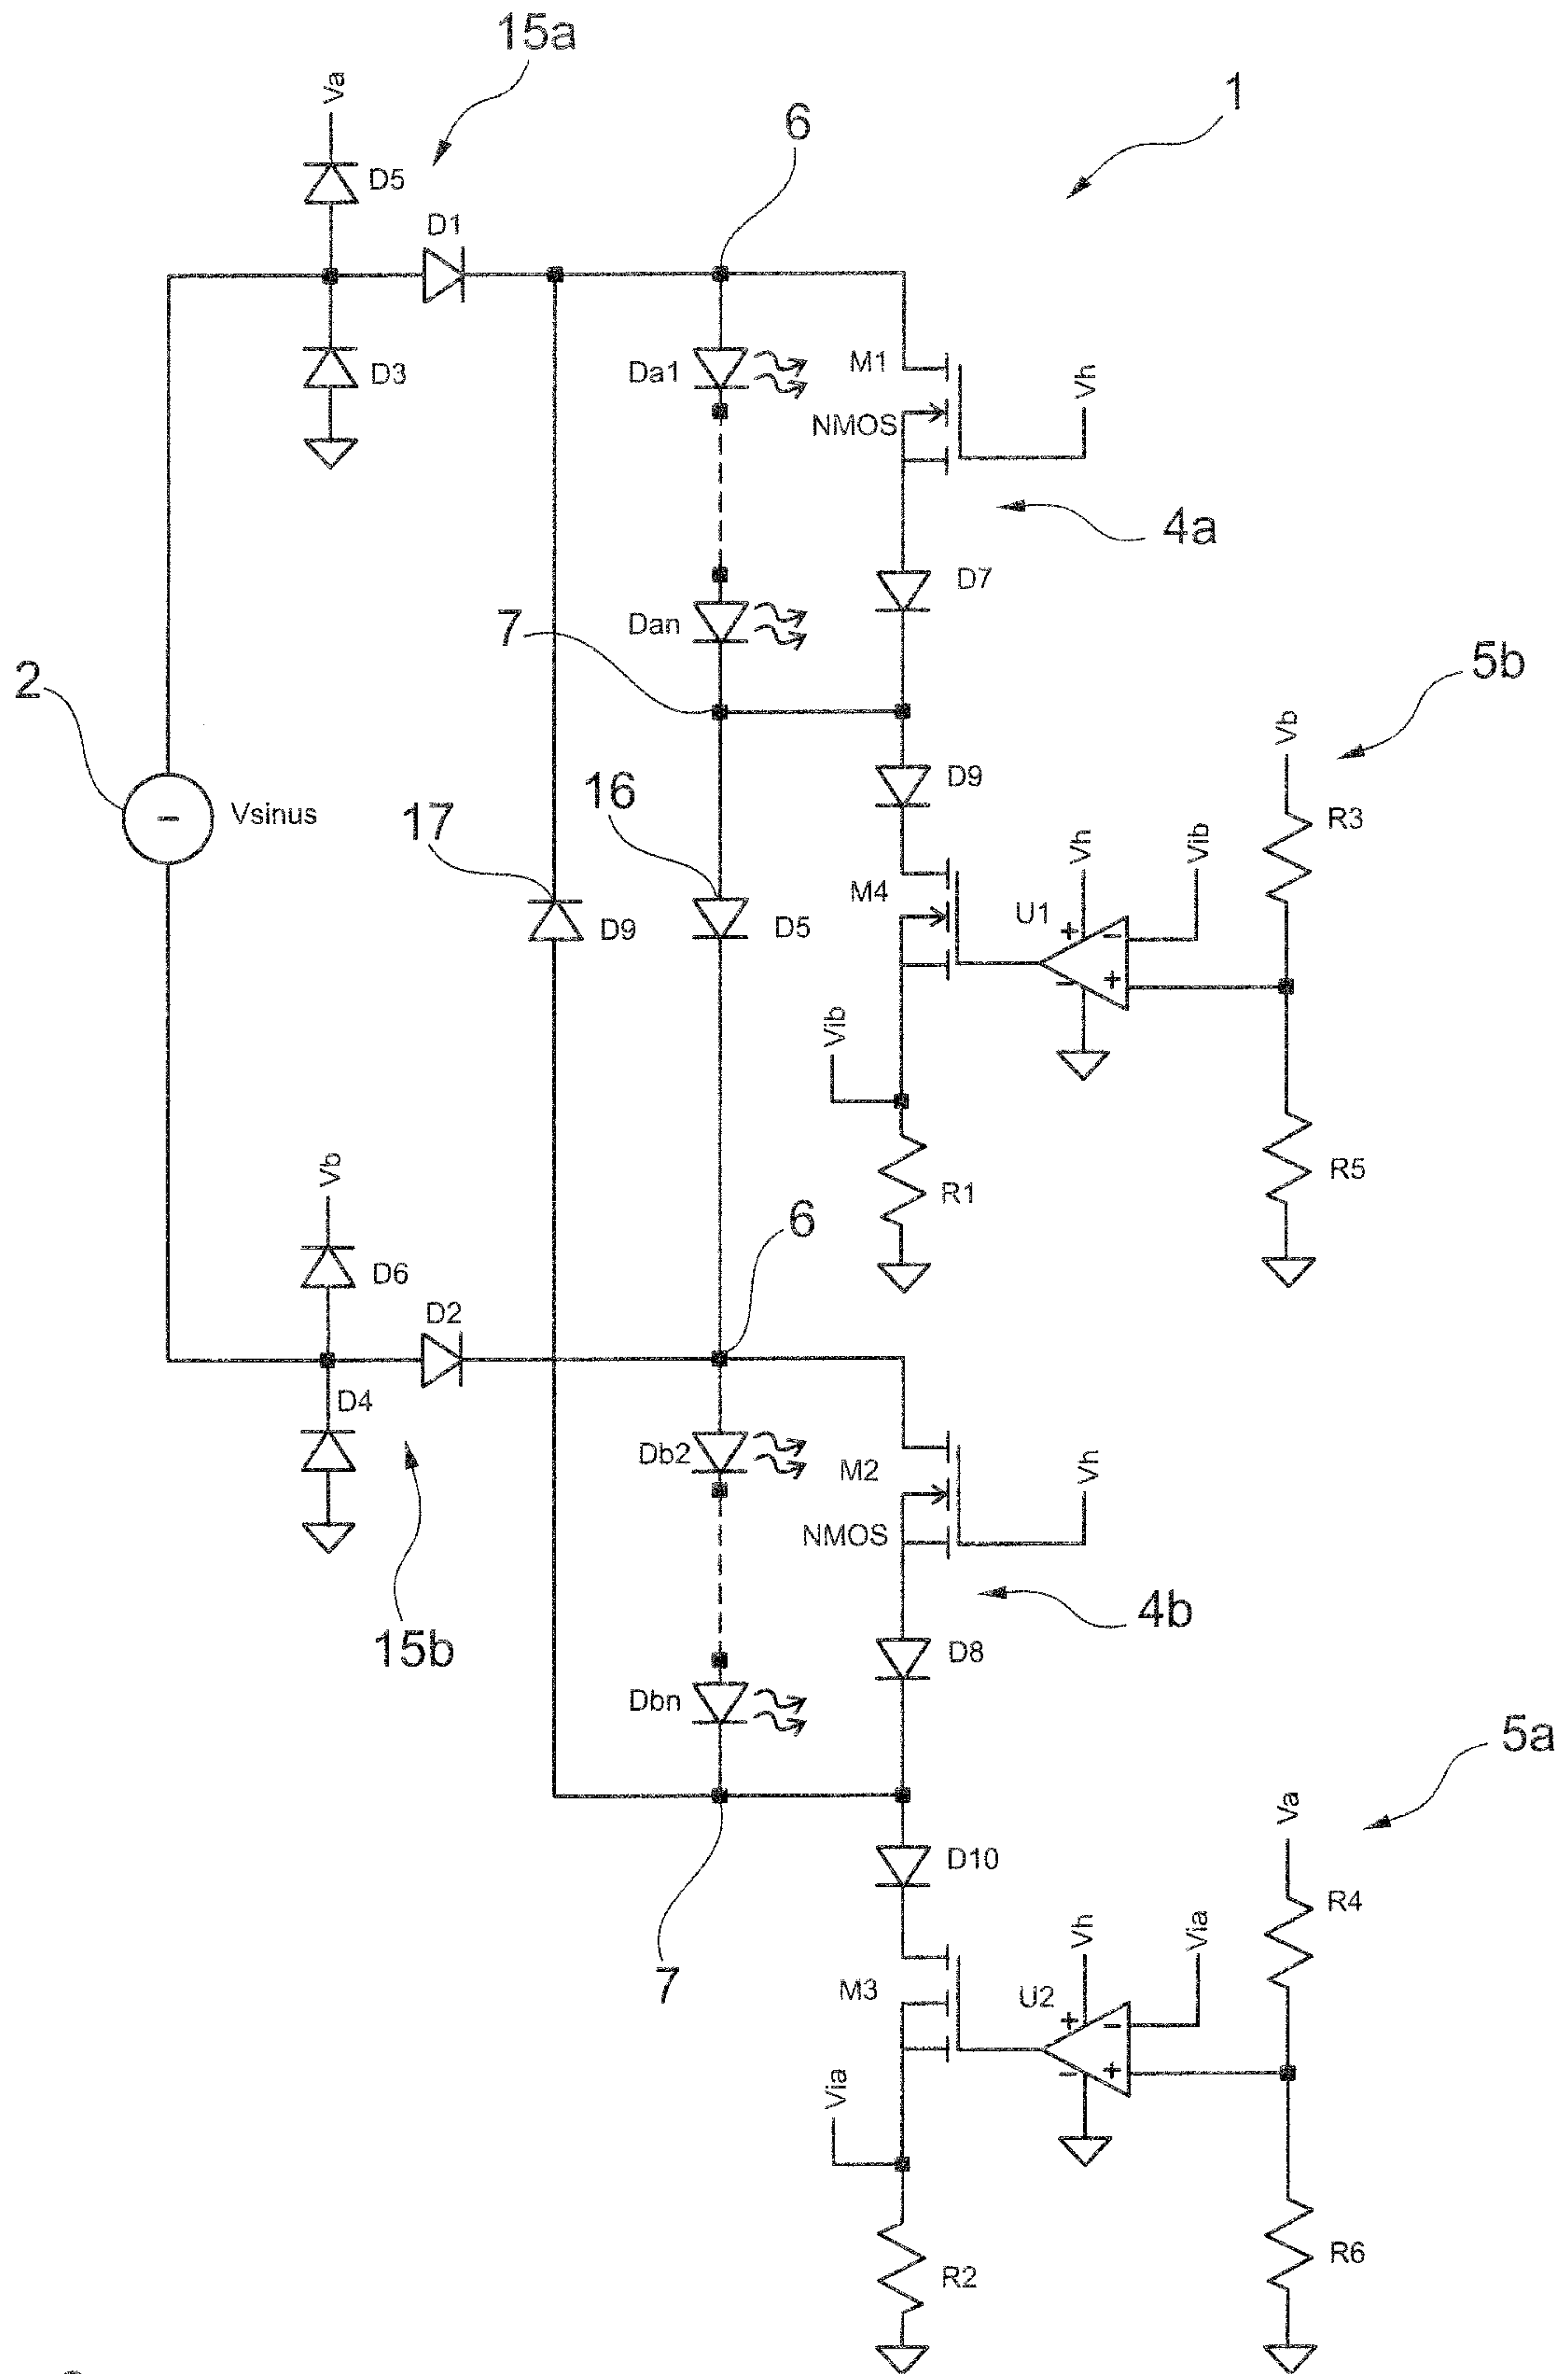 15a
1
Va
6
D5
D1
D3
Da1
M1
Vh
NMOS
4a
D7
7
Dan
5b
2
Vb
D9
Vsinus
17
16
R3
Vh
Vib
M4
U1
+
−
D9
D5
+
−
Vib
R5
R1
Vb
6
D6
D2
D4
Db2
M2
Vh
NMOS
4b
15b
D8
Dbn
5a
Va
D10
R4
Vh
Via
7
M3
U2
+
−
+
−
Via
R2
R6